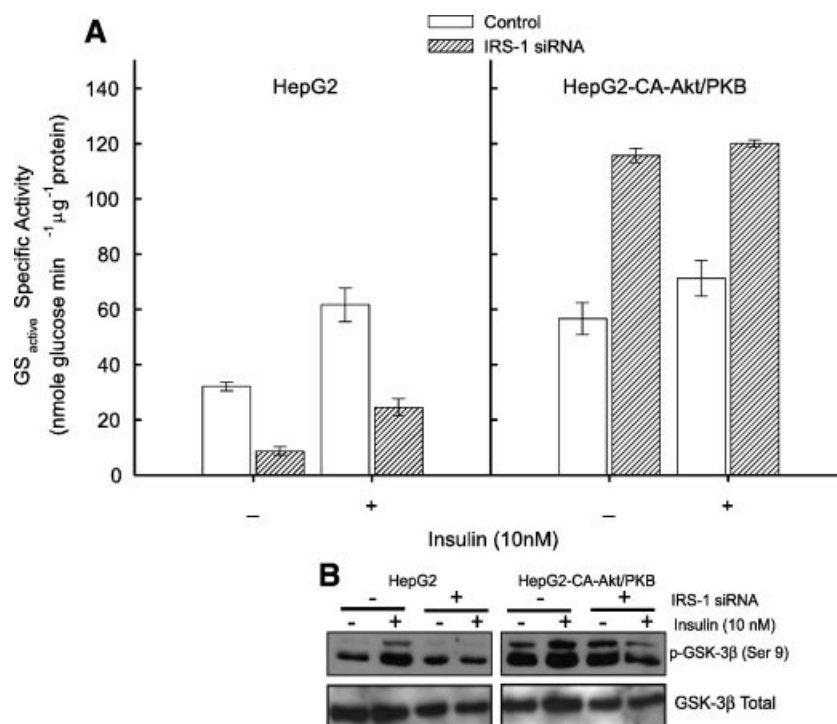 A
Control
IRS-1 siRNA
HepG2
HepG2-CA-Akt/PKB
140
120
100
80
60
40
20
0
GS active Specific Activity
(nmole glucose min -1 µg-1 protein)
– + – +
Insulin (10nM)
B
HepG2
HepG2-CA-Akt/PKB
- + - + IRS-1 siRNA
- + - + - + - + Insulin (10 nM)
p-GSK-3β (Ser 9)
GSK-3β Total